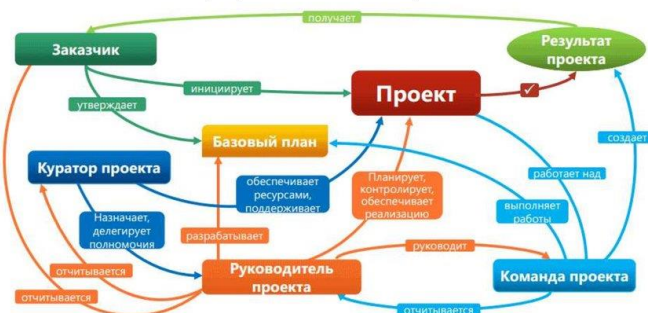 получает
Заказчик
Результат
проекта
инициирует
Проект
утверждает
Базовый план
создает
Куратор проекта
обеспечивает
ресурсами,
поддерживает
Планирует,
контролирует,
обеспечивает
реализацию
работает над
Назначает,
делегирует
полномочия
выполняет
работы
разрабатывает
руководит
отчитывается
Руководитель
проекта
Команда проекта
отчитывается
отчитывается